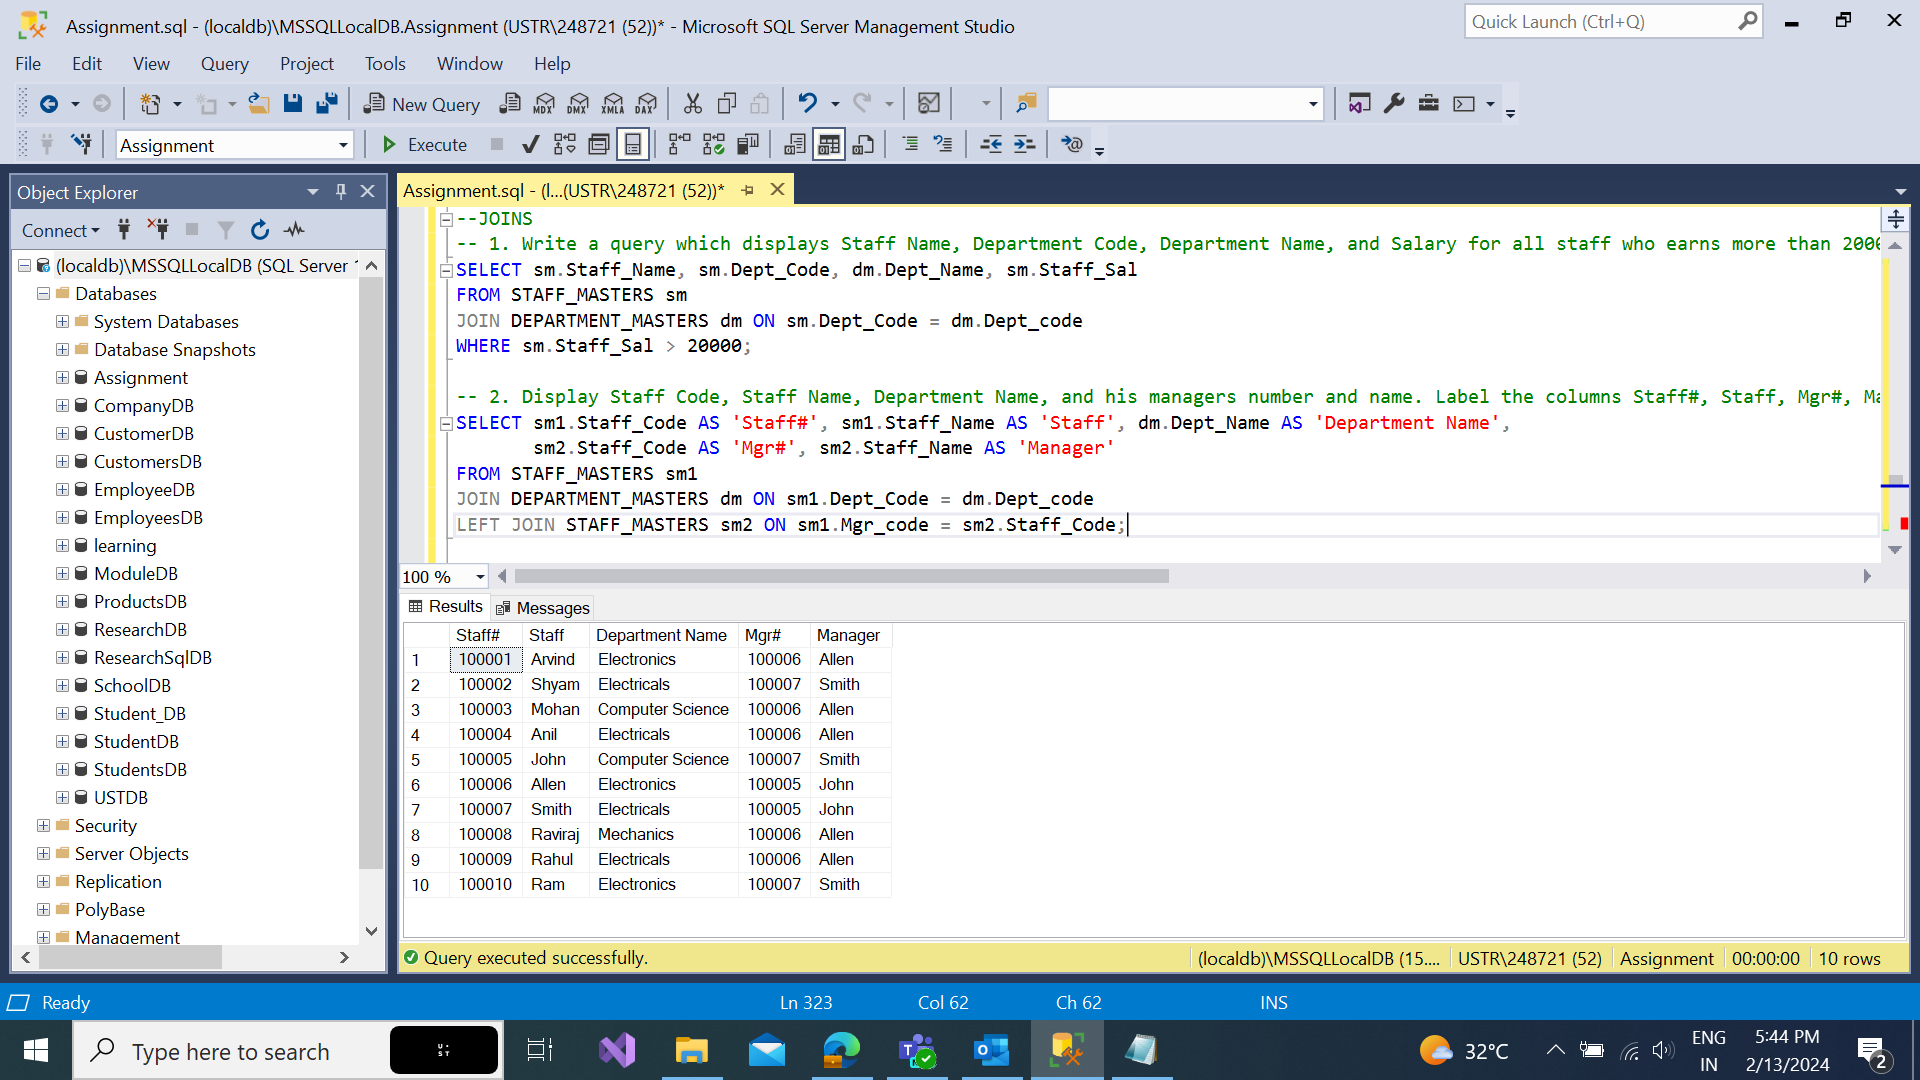 Assignment.sql - (localdb)\MSSQLLocalDB.Assignment (USTR\248721 (52))* - Microsoft SQL Server Management Studio
Quick Launch (Ctrl+Q)
File Edit View Query Project Tools Window Help
New Query MDX DMX XMLA DAX
Assignment Execute
Object Explorer
Connect
(localdb)\MSSQLLocalDB (SQL Server
Databases
System Databases
Database Snapshots
Assignment
CompanyDB
CustomerDB
CustomersDB
EmployeeDB
EmployeesDB
learning
ModuleDB
ProductsDB
ResearchDB
ResearchSqlDB
SchoolDB
Student_DB
StudentDB
StudentsDB
USTDB
Security
Server Objects
Replication
PolyBase
Management
Assignment.sql - (l...(USTR\248721 (52))*
--JOINS
-- 1. Write a query which displays Staff Name, Department Code, Department Name, and Salary for all staff who earns more than 2000
SELECT sm.Staff_Name, sm.Dept_Code, dm.Dept_Name, sm.Staff_Sal
FROM STAFF_MASTERS sm
JOIN DEPARTMENT_MASTERS dm ON sm.Dept_Code = dm.Dept_code
WHERE sm.Staff_Sal > 20000;
-- 2. Display Staff Code, Staff Name, Department Name, and his managers number and name. Label the columns Staff#, Staff, Mgr#, Ma
SELECT sm1.Staff_Code AS 'Staff#', sm1.Staff_Name AS 'Staff', dm.Dept_Name AS 'Department Name',
sm2.Staff_Code AS 'Mgr#', sm2.Staff_Name AS 'Manager'
FROM STAFF_MASTERS sm1
JOIN DEPARTMENT_MASTERS dm ON sm1.Dept_Code = dm.Dept_code
LEFT JOIN STAFF_MASTERS sm2 ON sm1.Mgr_code = sm2.Staff_Code;
100 %
Results Messages
Staff# Staff Department Name Mgr# Manager
1 100001 Arvind Electronics 100006 Allen
2 100002 Shyam Electricals 100007 Smith
3 100003 Mohan Computer Science 100006 Allen
4 100004 Anil Electricals 100006 Allen
5 100005 John Computer Science 100007 Smith
6 100006 Allen Electronics 100005 John
7 100007 Smith Electricals 100005 John
8 100008 Raviraj Mechanics 100006 Allen
9 100009 Rahul Electricals 100006 Allen
10 100010 Ram Electronics 100007 Smith
Query executed successfully. (localdb)\MSSQLLocalDB (15.... USTR\248721 (52) Assignment 00:00:00 10 rows
Ready Ln 323 Col 62 Ch 62 INS
Type here to search
32°C
ENG
IN
5:44 PM
2/13/2024
2